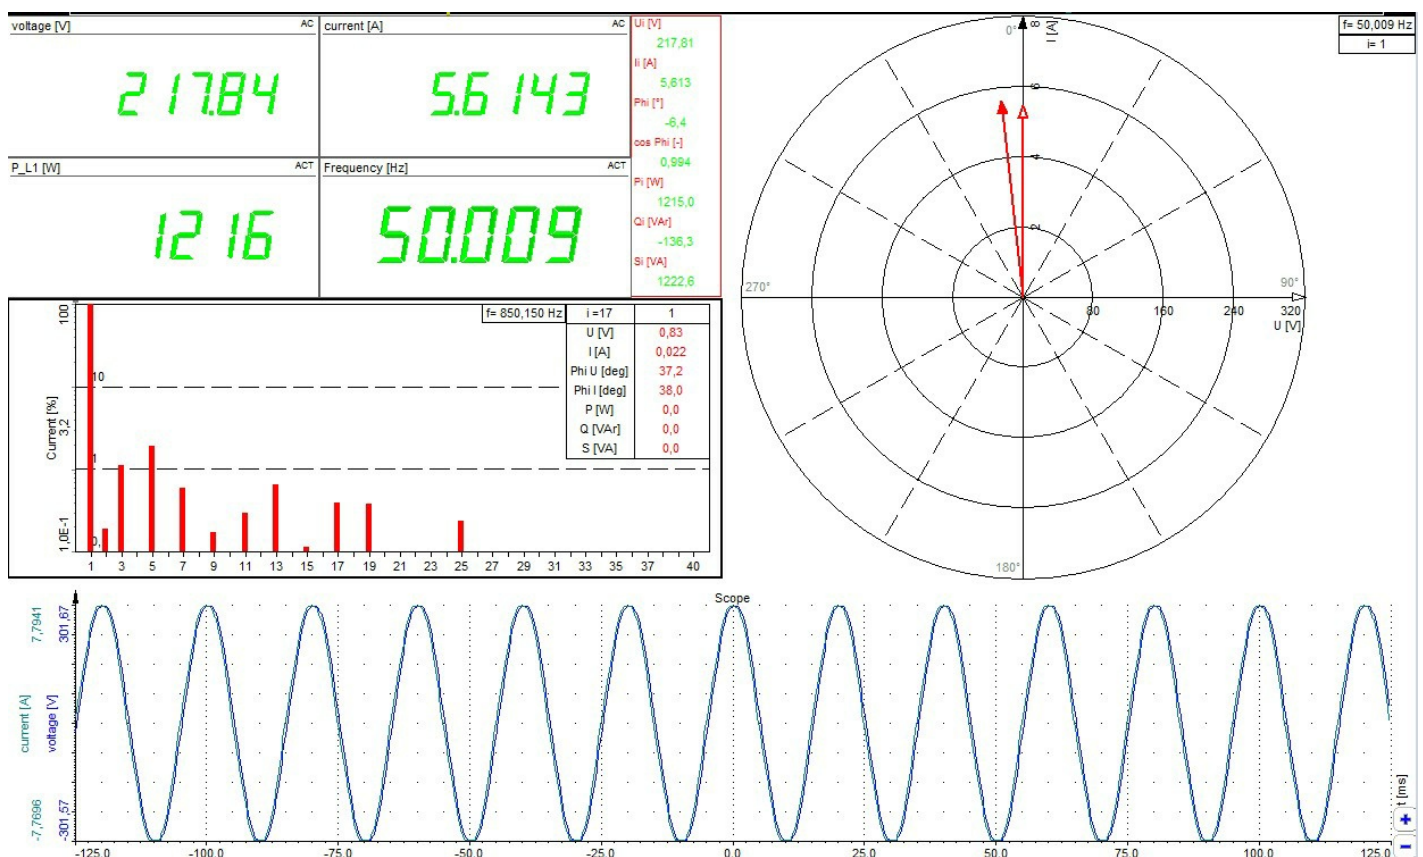 voltage [V] AC
217.84
current [A] AC
5.6143
P_L1 [W] ACT
1216
Frequency [Hz] ACT
50.009
Ui [V]
217,81
Ii [A]
5,613
Phi [°]
-6,4
cos Phi [-]
0,994
Pi [W]
1215,0
Qi [VAr]
-136,3
Si [VA]
1222,6
f= 50,009 Hz
i= 1
0°
8
I [A]
6
4
2
270°
90°
80 160 240 320
U [V]
180°
f= 850,150 Hz i =17 1
U [V] 0,83
I [A] 0,022
Phi U [deg] 37,2
Phi I [deg] 38,0
P [W] 0,0
Q [VAr] 0,0
S [VA] 0,0
100
10
3,2
Current [%]
1
1,0E-1
0,
1 3 5 7 9 11 13 15 17 19 21 23 25 27 29 31 33 35 37 40
Scope
7,7941
301,67
current [A]
voltage [V]
-7,7696
-301,57
-125.0 -100.0 -75.0 -50.0 -25.0 0.0 25.0 50.0 75.0 100.0 125.0
t [ms]
+
-